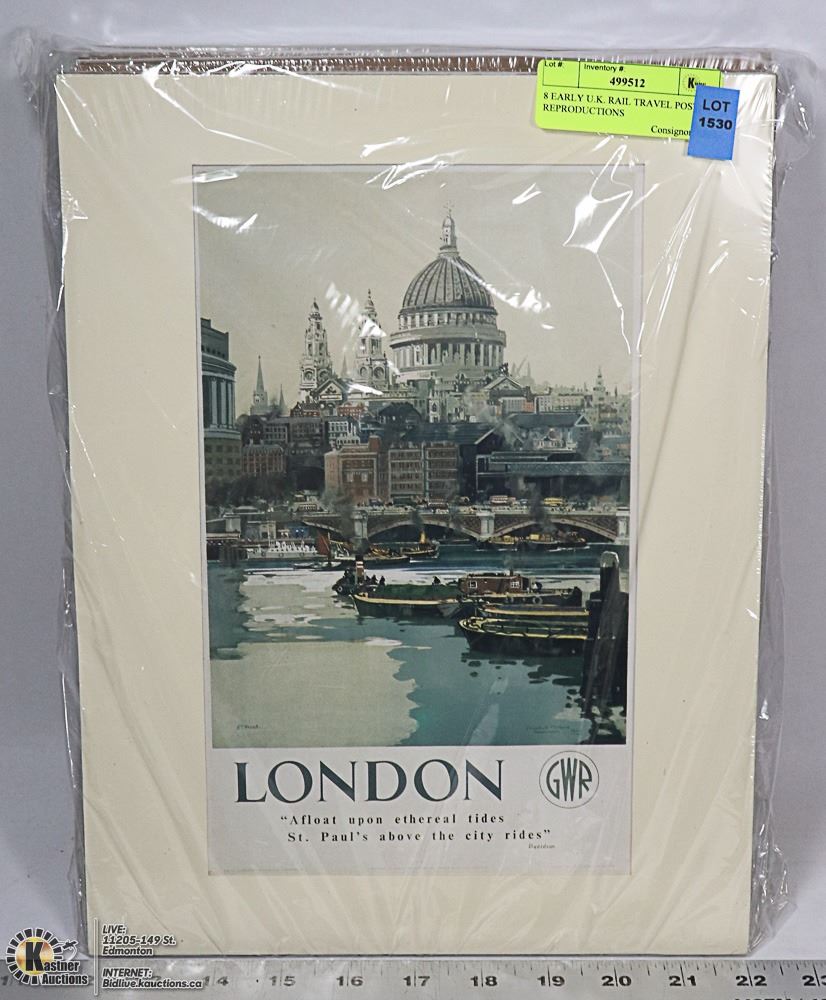 Lot #:
Inventory #:
499512
8 EARLY U.K. RAIL TRAVEL
REPRODUCTIONS
Consignor
LOT
1530
LONDON
GWR
"Afloat upon ethereal tides
St. Paul's above the city rides"
Davidson
LIVE:
11205-149 St.
Edmonton
INTERNET:
Bidlive.kauctions.ca
Kastner
Auctions
14 15 16 17 18 19 20 21 22